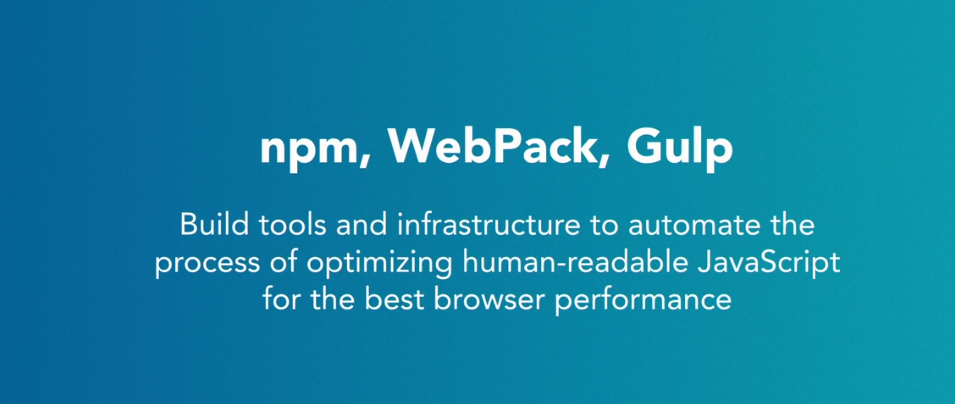 npm, WebPack, Gulp
Build tools and infrastructure to automate the
process of optimizing human-readable JavaScript
for the best browser performance